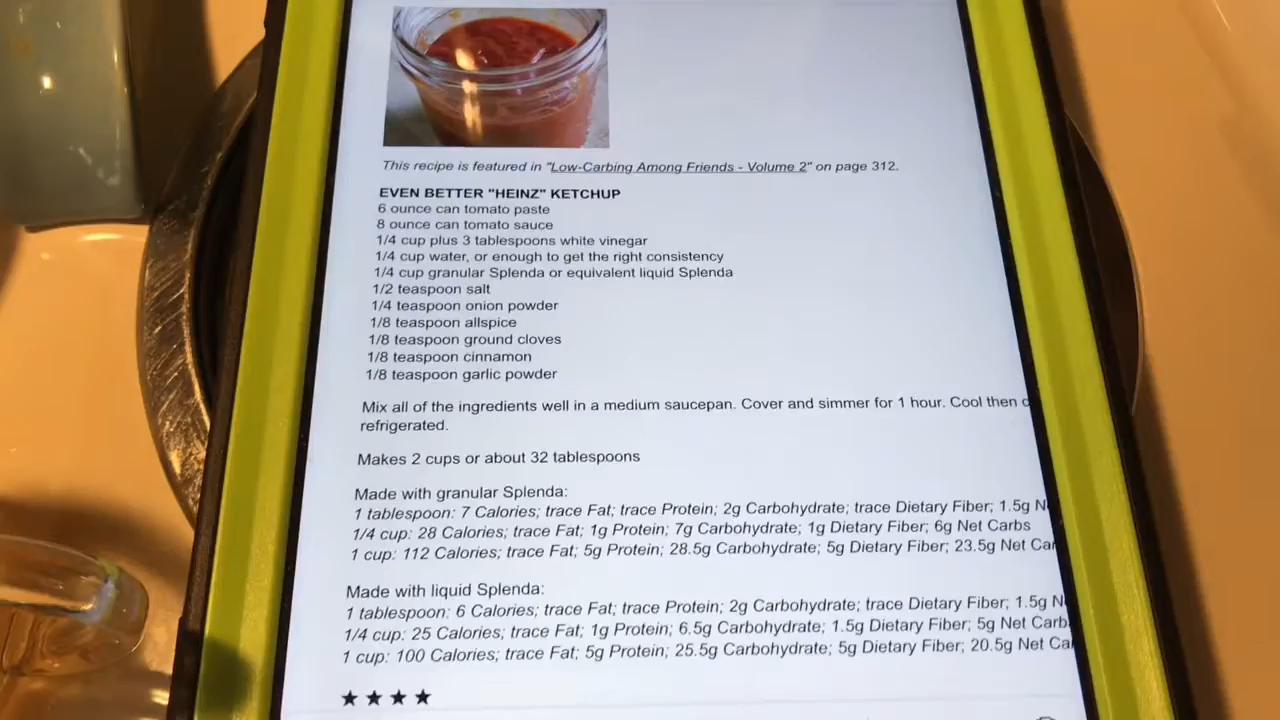 This recipe is featured in "Low-Carbing Among Friends - Volume 2" on page 312.
EVEN BETTER "HEINZ" KETCHUP
6 ounce can tomato paste
8 ounce can tomato sauce
1/4 cup plus 3 tablespoons white vinegar
1/4 cup water, or enough to get the right consistency
1/4 cup granular Splenda or equivalent liquid Splenda
1/2 teaspoon salt
1/4 teaspoon onion powder
1/8 teaspoon allspice
1/8 teaspoon ground cloves
1/8 teaspoon cinnamon
1/8 teaspoon garlic powder
Mix all of the ingredients well in a medium saucepan. Cover and simmer for 1 hour. Cool then
refrigerated.
Makes 2 cups or about 32 tablespoons
Made with granular Splenda:
1 tablespoon: 7 Calories; trace Fat; trace Protein; 2g Carbohydrate; trace Dietary Fiber; 1.5g
1/4 cup: 28 Calories; trace Fat; 1g Protein; 7g Carbohydrate; 1g Dietary Fiber; 6g Net Carbs
1 cup: 112 Calories; trace Fat; 5g Protein; 28.5g Carbohydrate; 5g Dietary Fiber; 23.5g Net
Made with liquid Splenda:
1 tablespoon: 6 Calories; trace Fat; trace Protein; 2g Carbohydrate; trace Dietary Fiber; 1.5g
1/4 cup: 25 Calories; trace Fat; 1g Protein; 6.5g Carbohydrate; 1.5g Dietary Fiber; 5g Net Carb
1 cup: 100 Calories; trace Fat; 5g Protein; 25.5g Carbohydrate; 5g Dietary Fiber; 20.5g Net